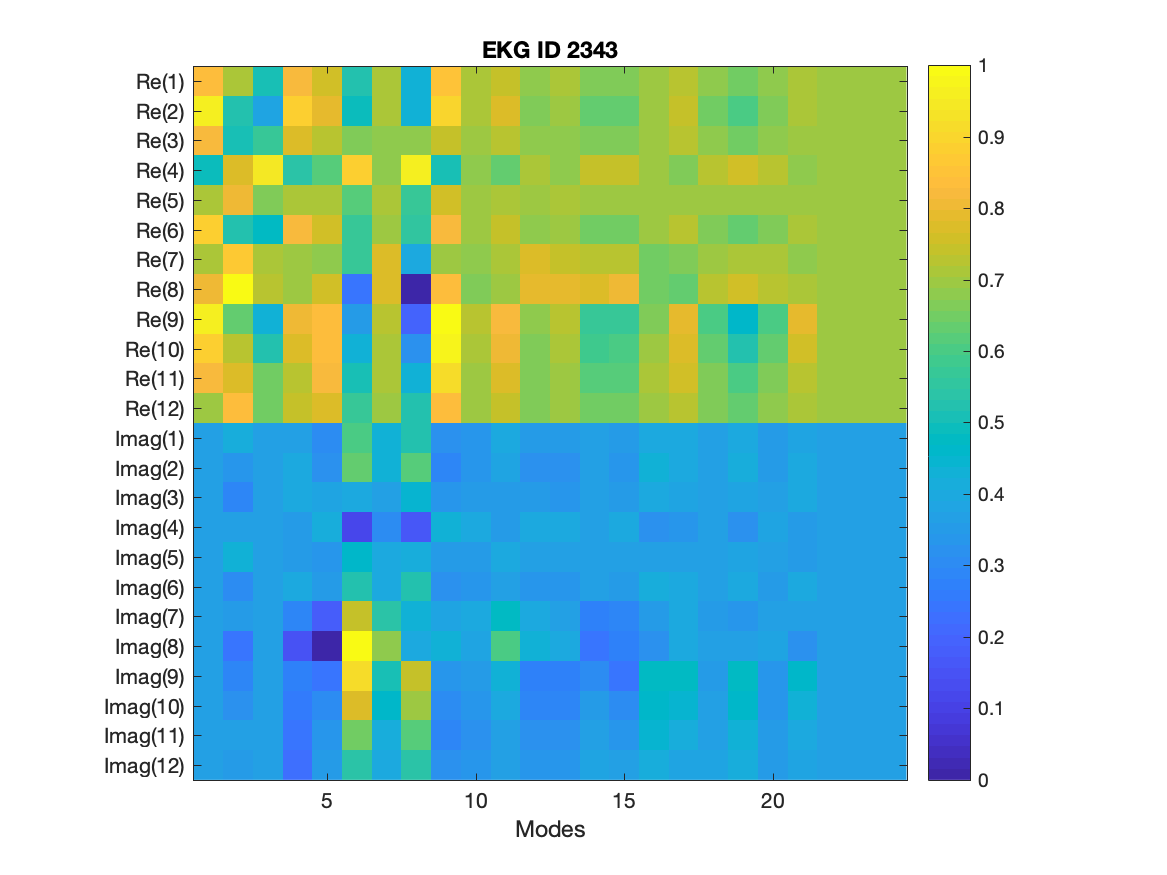 EKG ID 2343
Re(1)
Re(2)
Re(3)
Re(4)
Re(5)
Re(6)
Re(7)
Re(8)
Re(9)
Re(10)
Re(11)
Re(12)
Imag(1)
Imag(2)
Imag(3)
Imag(4)
Imag(5)
Imag(6)
Imag(7)
Imag(8)
Imag(9)
Imag(10)
Imag(11)
Imag(12)
5 10 15 20
Modes
1
0.9
0.8
0.7
0.6
0.5
0.4
0.3
0.2
0.1
0